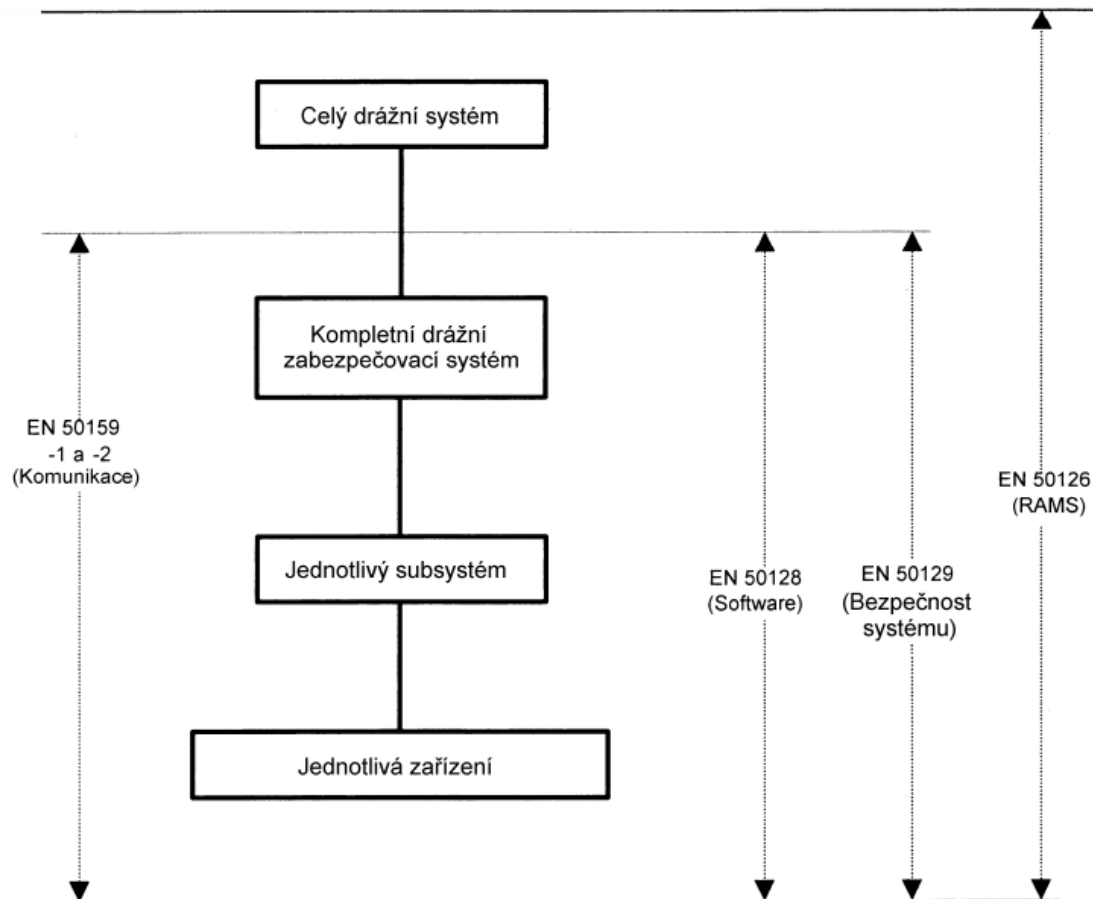 Celý drážní systém
Kompletní drážní
zabezpečovací systém
EN 50159
-1 a -2
(Komunikace)
EN 50126
(RAMS)
Jednotlivý subsystém
EN 50128
(Software)
EN 50129
(Bezpečnost
systému)
Jednotlivá zařízení